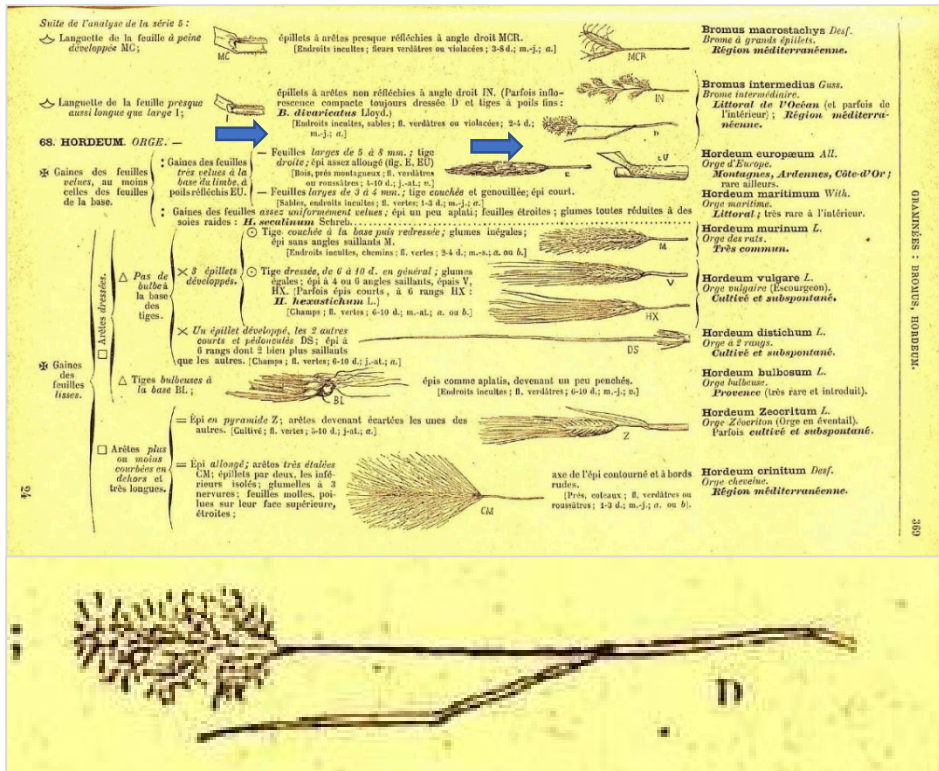 Suite de l'analyse de la série 5 :
Languette de la feuille à peine développée MC;
MC
épillets à arêtes presque réfléchies à angle droit MCR.
[Endroits incultes; fleurs verdâtres ou violacées; 3-8 d.; m.-j.; a.]
MCR
Bromus macrostachys Desf.
Brome à grands épillets.
Région méditerranéenne.
Languette de la feuille presque aussi longue que large I;
épillets à arêtes non réfléchies à angle droit IN. (Parfois inflo-
rescence compacte toujours dressée D et tiges à poils fins :
B. divaricatus Lloyd.)
[Endroits incultes, sables; fl. verdâtres ou violacées; 2-4 d.;
m.-j.; a.]
IN
D
Bromus intermedius Guss.
Brome intermédiaire.
Littoral de l'Océan (et parfois de
l'intérieur) ; Région méditerra-
néenne.
68. HORDEUM. ORGE. —
Gaines des feuilles
velues, au moins
celles des feuilles
de la base.
: Gaines des feuilles
très velues à la
base du limbe, à
poils réfléchis EU.
— Feuilles larges de 5 à 8 mm.; tige
droite; épi assez allongé (fig. E, EU)
[Bois, prés montagneux; fl. verdâtres
ou roussâtres; 4-10 d.; j.-at.; v.]
E
EU
Hordeum europæum All.
Orge d'Europe.
Montagnes, Ardennes, Côte-d'Or ;
rare ailleurs.
— Feuilles larges de 3 à 4 mm.; tige couchée et genouillée; épi court.
[Sables, endroits incultes; fl. vertes; 1-3 d.; m.-j.; a.]
Hordeum maritimum With.
Orge maritime.
Littoral; très rare à l'intérieur.
: Gaines des feuilles assez uniformément velues; épi un peu aplati; feuilles étroites ; glumes toutes réduites à des
soies raides : H. secalinum Schreb.
Gaines
des
feuilles
lisses.
Arêtes dressées.
Pas de
bulbe à
la base
des
tiges.
3 épillets
développés.
Tige couchée à la base puis redressée; glumes inégales;
épi sans angles saillants M.
[Endroits incultes, chemins; fl. vertes; 2-4 d.; m.-s.; a. ou b.]
M
Hordeum murinum L.
Orge des rats.
Très commun.
Tige dressée, de 6 à 10 d. en général; glumes
égales; épi à 4 ou 6 angles saillants, épais V,
HX. (Parfois épis courts, à 6 rangs HX :
H. hexastichum L.)
[Champs; fl. vertes; 6-10 d.; m.-at.; a. ou b.]
V
HX
Hordeum vulgare L.
Orge vulgaire (Escourgeon).
Cultivé et subspontané.
Un épillet développé, les 2 autres
courts et pédonculés DS; épi à
6 rangs dont 2 bien plus saillants
que les autres. [Champs; fl. vertes; 6-10 d.; j.-at.; a.]
DS
Hordeum distichum L.
Orge à 2 rangs.
Cultivé et subspontané.
Tiges bulbeuses à
la base BL;
BL
épis comme aplatis, devenant un peu penchés.
[Endroits incultes; fl. verdâtres; 6-10 d.; m.-j.; v.]
Hordeum bulbosum L.
Orge bulbeuse.
Provence (très rare et introduit).
Arêtes plus
ou moins
courbées en
dehors et
très longues.
= Épi en pyramide Z; arêtes devenant écartées les unes des
autres. [Cultivé; fl. vertes; 5-10 d.; j-at.; a.]
Z
Hordeum Zeocritum L.
Orge Zéocriton (Orge en éventail).
Parfois cultivé et subspontané.
= Épi allongé; arêtes très étalées
CM; épillets par deux, les infé-
rieurs isolés; glumelles à 3
nervures; feuilles molles, poi-
lues sur leur face supérieure,
étroites;
CM
axe de l'épi contourné et à bords
rudes.
[Prés, coteaux; fl. verdâtres ou
roussâtres; 1-3 d.; m.-j.; a. ou b.]
Hordeum crinitum Desf.
Orge chevelue.
Région méditerranéenne.
GRAMINÉES : BROMUS, HORDEUM.
369
24
D